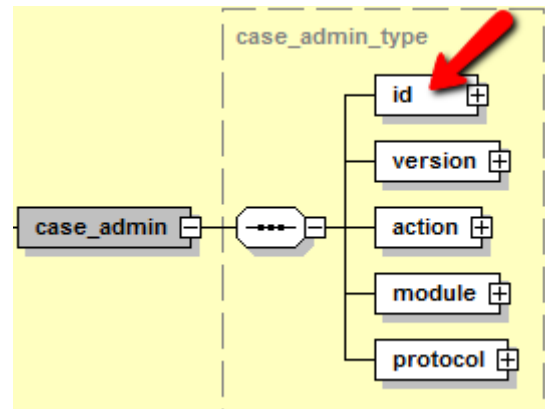 case_admin_type
id
version
case_admin
action
module
protocol